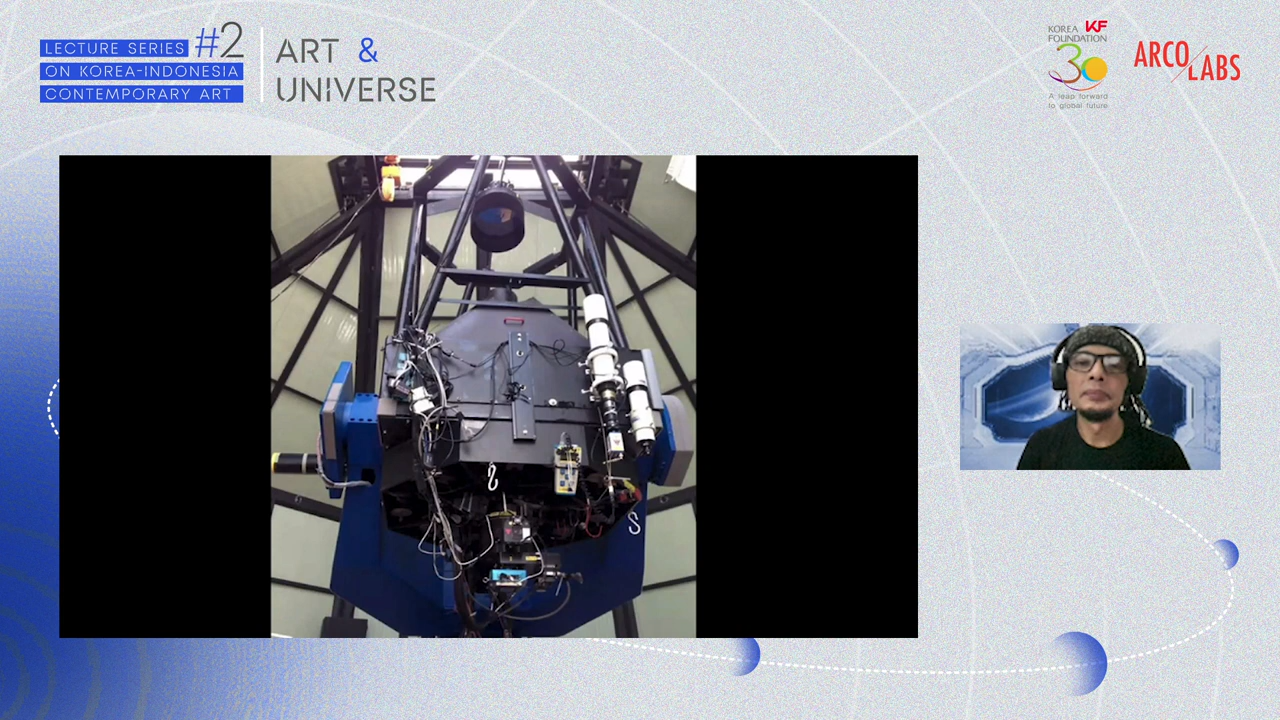 LECTURE SERIES #2
ON KOREA-INDONESIA
CONTEMPORARY ART
ART &
UNIVERSE
KOREA KF
FOUNDATION
30
A leap forward
to global future
ARCO
LABS